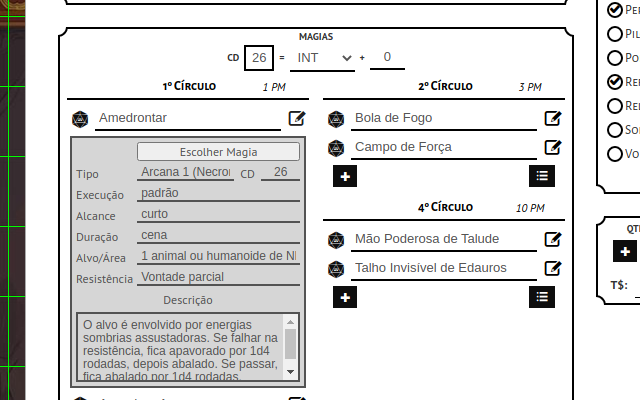 MAGIAS
CD 26 = INT + 0
1º CÍRCULO 1 PM
Amedrontar
Escolher Magia
Tipo Arcana 1 (Necror CD 26
Execução padrão
Alcance curto
Duração cena
Alvo/Área 1 animal ou humanoide de N
Resistência Vontade parcial
Descrição
O alvo é envolvido por energias
sombrias assustadoras. Se falhar na
resistência, fica apavorado por 1d4
rodadas, depois abalado. Se passar,
fica abalado por 1d4 rodadas.
2º CÍRCULO 3 PM
Bola de Fogo
Campo de Força
4º CÍRCULO 10 PM
Mão Poderosa de Talude
Talho Invisível de Edauros
PER
PIL
PO
REI
REI
SO
VO
QT
T$: